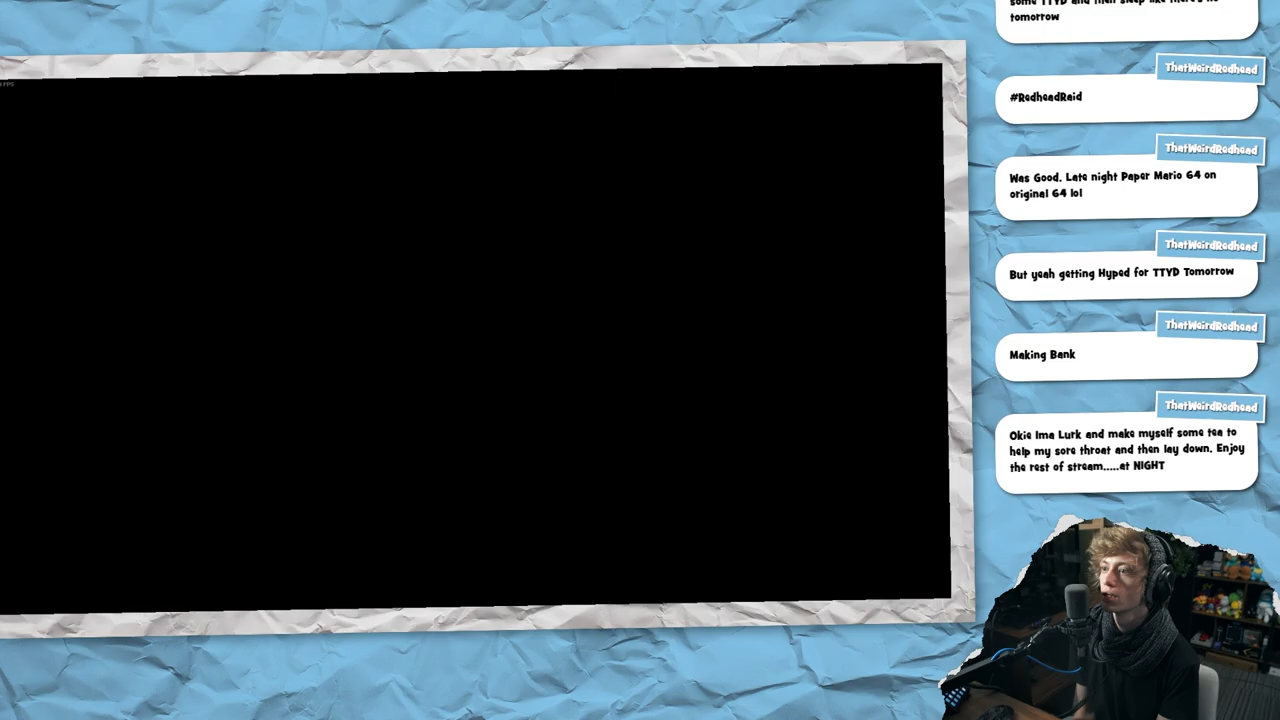 FPS
tomorrow
ThatWeirdRedhead
#RedheadRaid
ThatWeirdRedhead
Was Good. Late night Paper Mario 64 on
original 64 lol
ThatWeirdRedhead
But yeah getting Hyped for TTYD Tomorrow
ThatWeirdRedhead
Making Bank
ThatWeirdRedhead
Okie Ima Lurk and make myself some tea to
help my sore throat and then lay down. Enjoy
the rest of stream.....at NIGHT